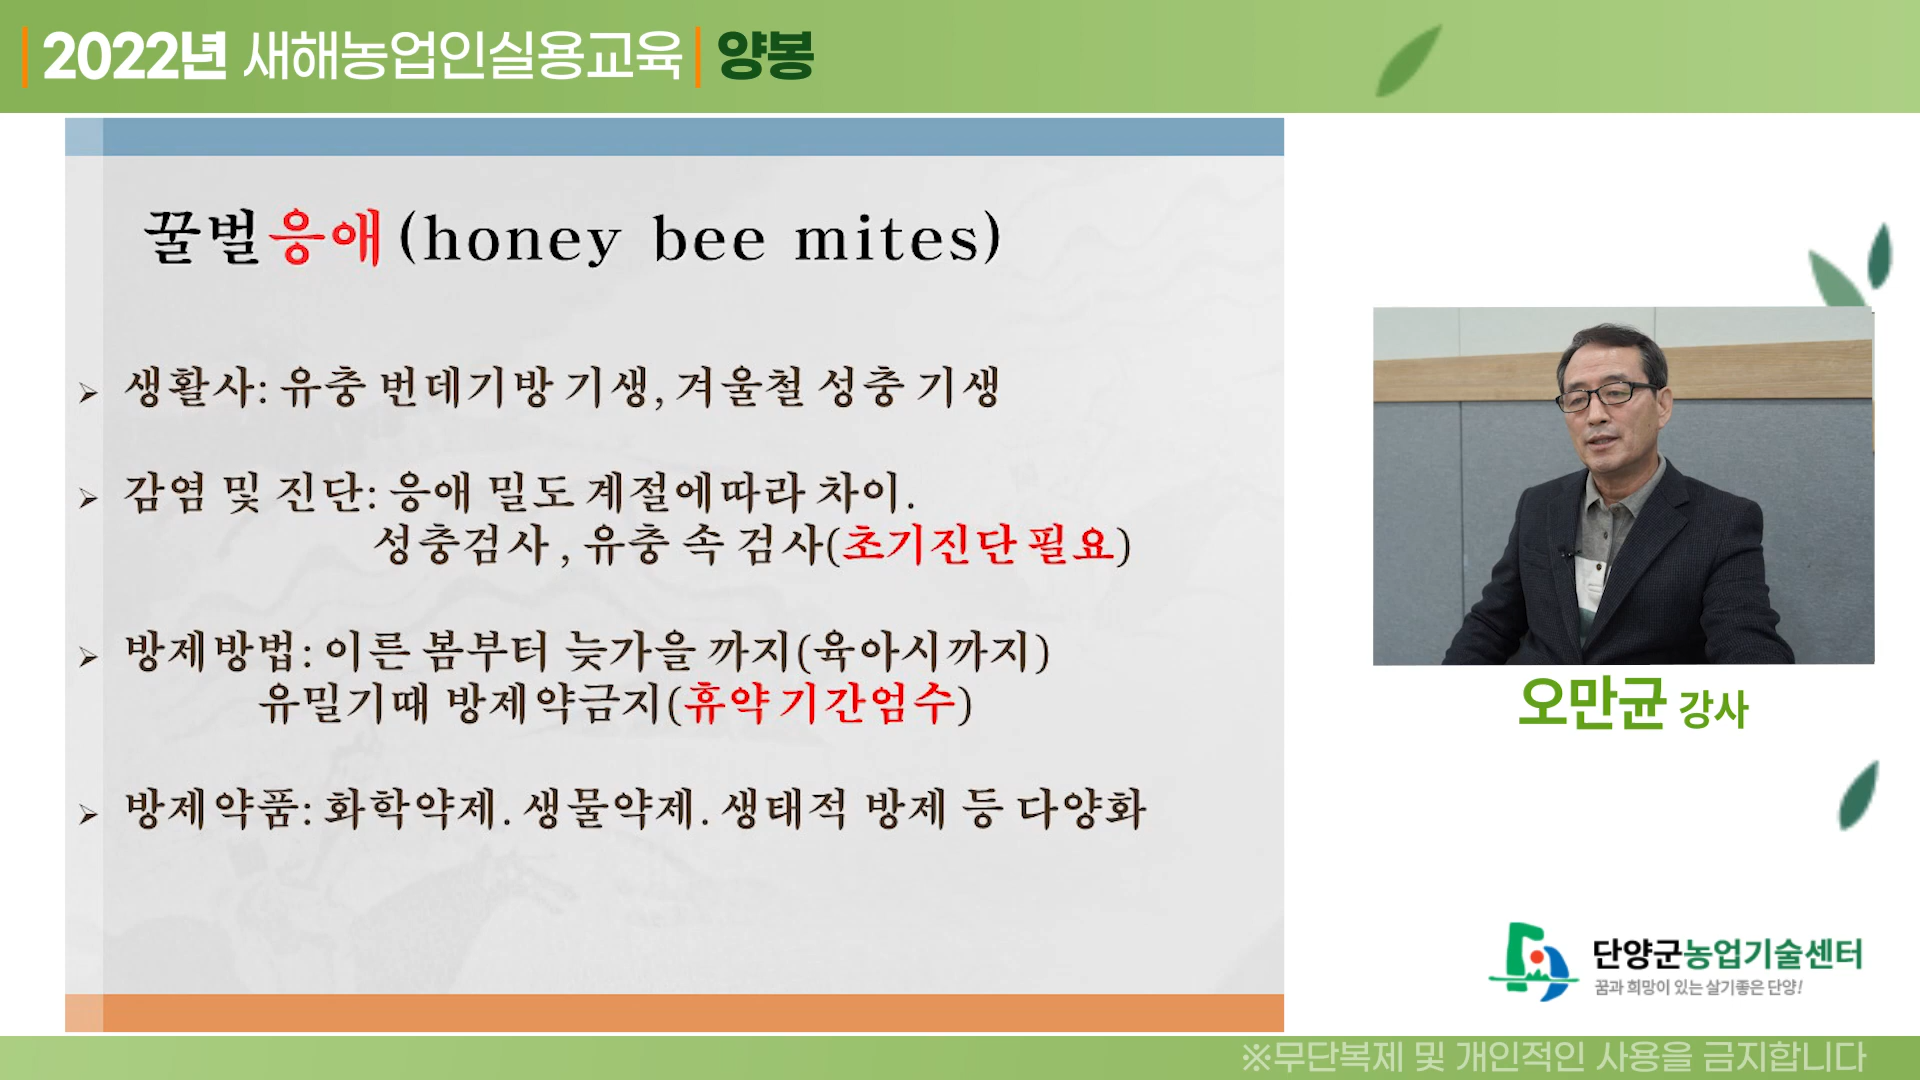 2022년 새해농업인실용교육 양봉
꿀벌응애(honey bee mites)
➢ 생활사: 유충 번데기방 기생, 겨울철 성충 기생
➢ 감염 및 진단: 응애 밀도 계절에따라 차이.
성충검사, 유충 속 검사(초기진단 필요)
➢ 방제방법: 이른 봄부터 늦가을 까지(육아시까지)
유밀기때 방제약금지(휴약기간엄수)
➢ 방제약품: 화학약제. 생물약제. 생태적 방제 등 다양화
오만균 강사
단양군농업기술센터
꿈과 희망이 있는 살기좋은 단양!
※무단복제 및 개인적인 사용을 금지합니다